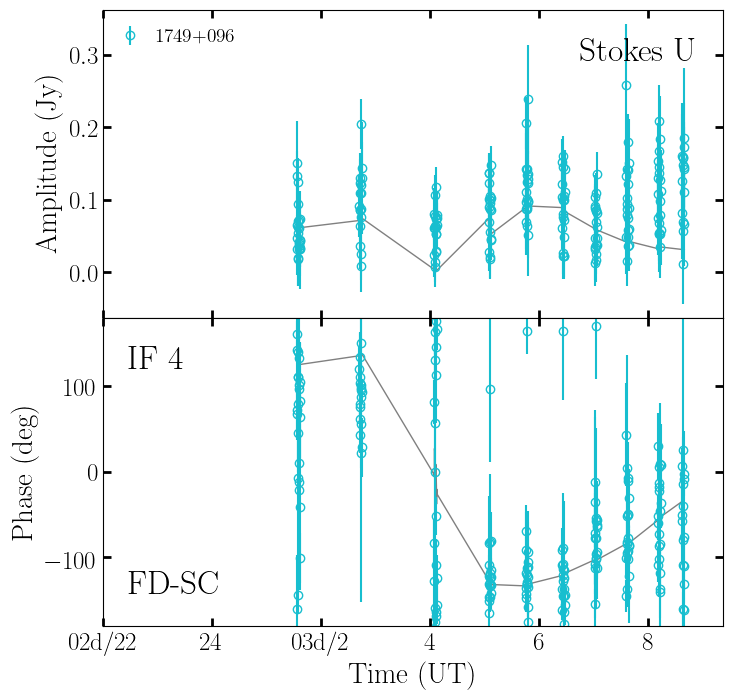 1749+096
Stokes U
Amplitude (Jy)
0.3
0.2
0.1
0.0
IF 4
FD-SC
Phase (deg)
100
0
−100
02d/22 24 03d/2 4 6 8
Time (UT)